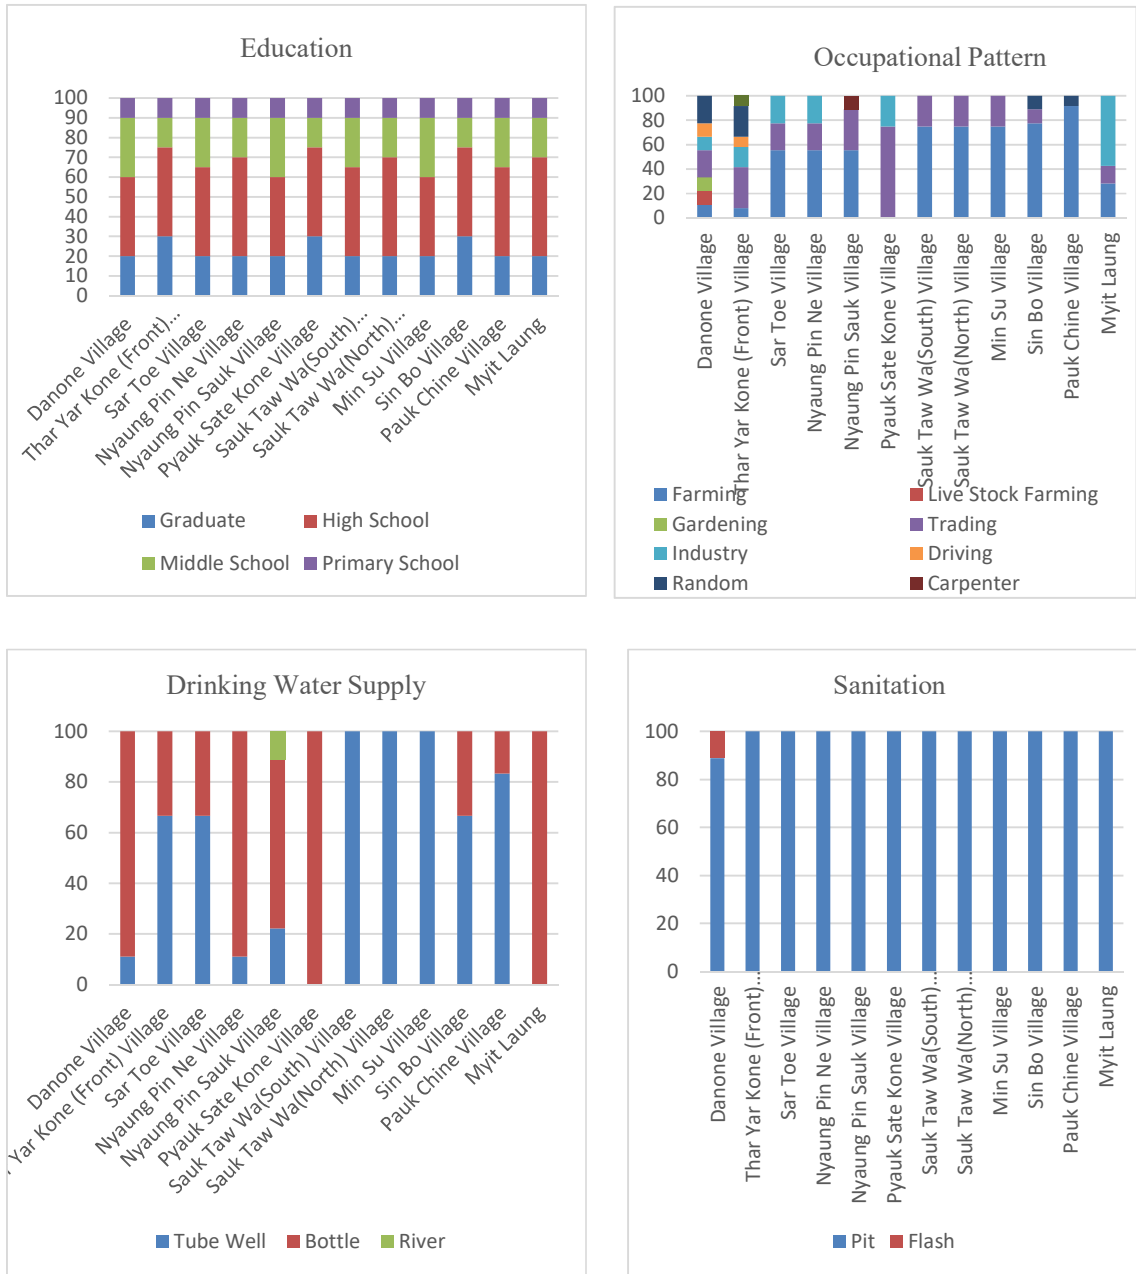 Education
100
90
80
70
60
50
40
30
20
10
0
Danone Village
Thar Yar Kone (Front)...
Sar Toe Village
Nyaung Pin Ne Village
Nyaung Pin Sauk Village
Pyauk Sate Kone Village
Sauk Taw Wa(South)...
Sauk Taw Wa(North)...
Min Su Village
Sin Bo Village
Pauk Chine Village
Myit Laung
Graduate High School
Middle School Primary School
Occupational Pattern
100
80
60
40
20
0
Danone Village
Thar Yar Kone (Front) Village
Sar Toe Village
Nyaung Pin Ne Village
Nyaung Pin Sauk Village
Pyauk Sate Kone Village
Sauk Taw Wa(South) Village
Sauk Taw Wa(North) Village
Min Su Village
Sin Bo Village
Pauk Chine Village
Myit Laung
Farming Live Stock Farming
Gardening Trading
Industry Driving
Random Carpenter
Drinking Water Supply
100
80
60
40
20
0
Danone Village
Yar Kone (Front) Village
Sar Toe Village
Nyaung Pin Ne Village
Nyaung Pin Sauk Village
Pyauk Sate Kone Village
Sauk Taw Wa(South) Village
Sauk Taw Wa(North) Village
Min Su Village
Sin Bo Village
Pauk Chine Village
Myit Laung
Tube Well Bottle River
Sanitation
100
80
60
40
20
0
Danone Village
Thar Yar Kone (Front)...
Sar Toe Village
Nyaung Pin Ne Village
Nyaung Pin Sauk Village
Pyauk Sate Kone Village
Sauk Taw Wa(South)...
Sauk Taw Wa(North)...
Min Su Village
Sin Bo Village
Pauk Chine Village
Myit Laung
Pit Flash